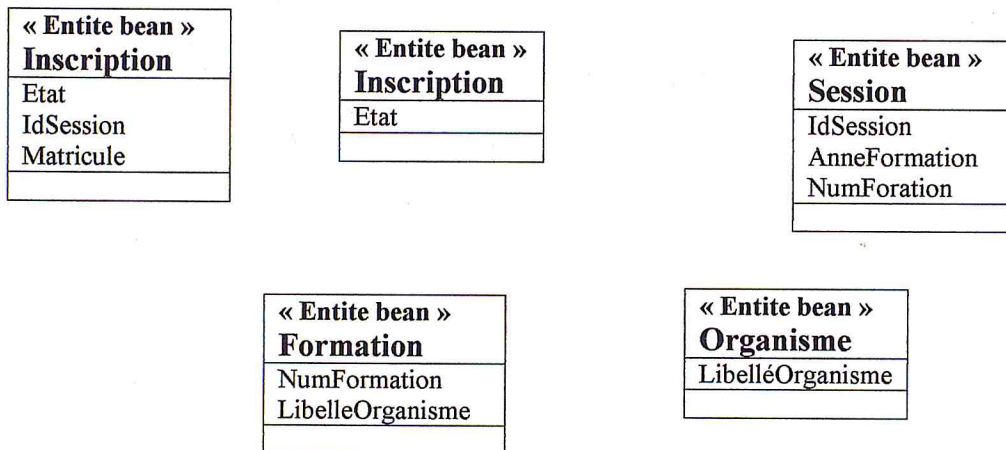 « Entite bean »
Inscription
Etat
IdSession
Matricule
« Entite bean »
Inscription
Etat
« Entite bean »
Session
IdSession
AnneFormation
NumForation
« Entite bean »
Formation
NumFormation
LibelleOrganisme
« Entite bean »
Organisme
LibelléOrganisme